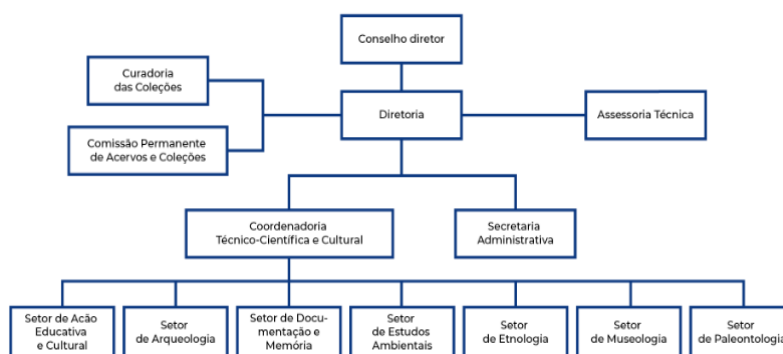 Conselho diretor
Curadoria
das Coleções
Diretoria
Assessoria Técnica
Comissão Permanente
de Acervos e Coleções
Coordenadoria
Técnico-Científica e Cultural
Secretaria
Administrativa
Setor de Acão
Educativa
e Cultural
Setor
de Arqueologia
Setor de Docu-
mentação e
Memória
Setor
de Estudos
Ambientais
Setor
de Etnologia
Setor
de Museologia
Setor
de Paleontologia